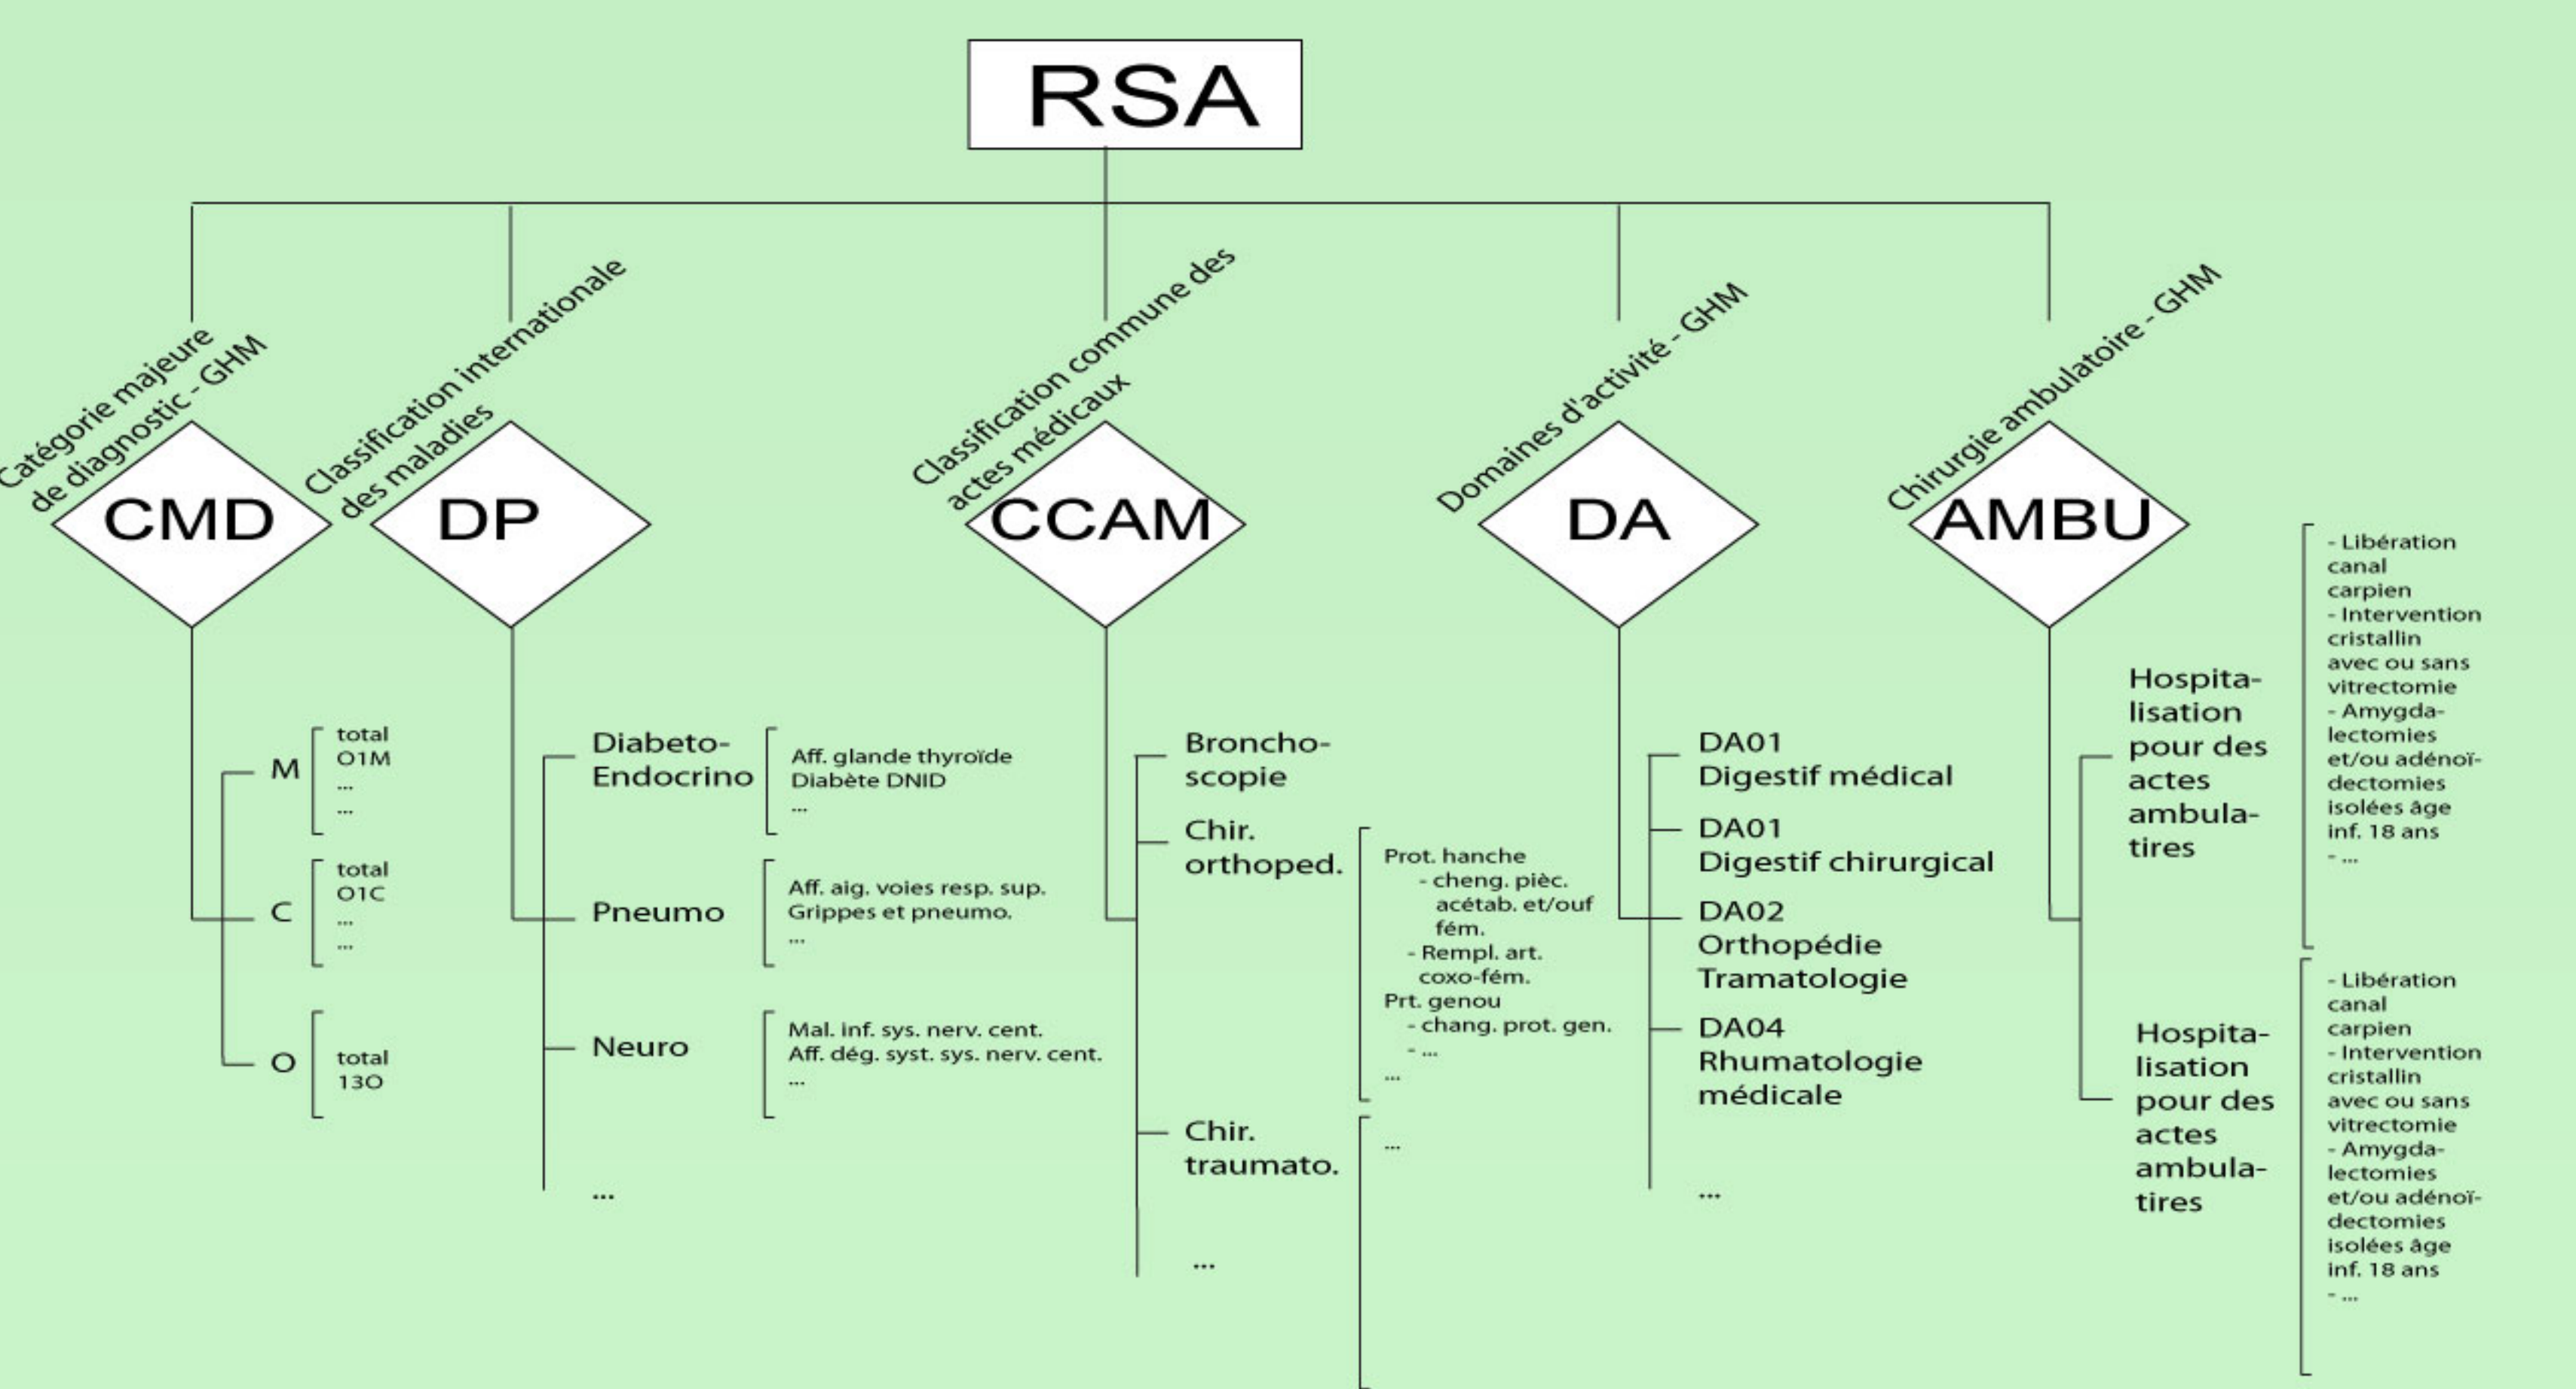 RSA
Catégorie majeure
de diagnostic - GHM
CMD
Classification internationale
des maladies
DP
Classification commune des
actes médicaux
CCAM
Domaines d'activité - GHM
DA
Chirurgie ambulatoire - GHM
AMBU
M
total
O1M
...
...
C
total
O1C
...
...
O
total
13O
Diabeto-
Endocrino
Aff. glande thyroïde
Diabète DNID
...
Pneumo
Aff. aig. voies resp. sup.
Grippes et pneumo.
...
Neuro
Mal. inf. sys. nerv. cent.
Aff. dég. syst. sys. nerv. cent.
...
...
Broncho-
scopie
Chir.
orthoped.
Prot. hanche
- cheng. pièc.
acétab. et/ouf
fém.
- Rempl. art.
coxo-fém.
Prt. genou
- chang. prot. gen.
- ...
...
Chir.
traumato.
...
...
DA01
Digestif médical
DA01
Digestif chirurgical
DA02
Orthopédie
Tramatologie
DA04
Rhumatologie
médicale
...
Hospita-
lisation
pour des
actes
ambula-
tires
- Libération
canal
carpien
- Intervention
cristallin
avec ou sans
vitrectomie
- Amygda-
lectomies
et/ou adénoï-
dectomies
isolées âge
inf. 18 ans
- ...
Hospita-
lisation
pour des
actes
ambula-
tires
- Libération
canal
carpien
- Intervention
cristallin
avec ou sans
vitrectomie
- Amygda-
lectomies
et/ou adénoï-
dectomies
isolées âge
inf. 18 ans
- ...